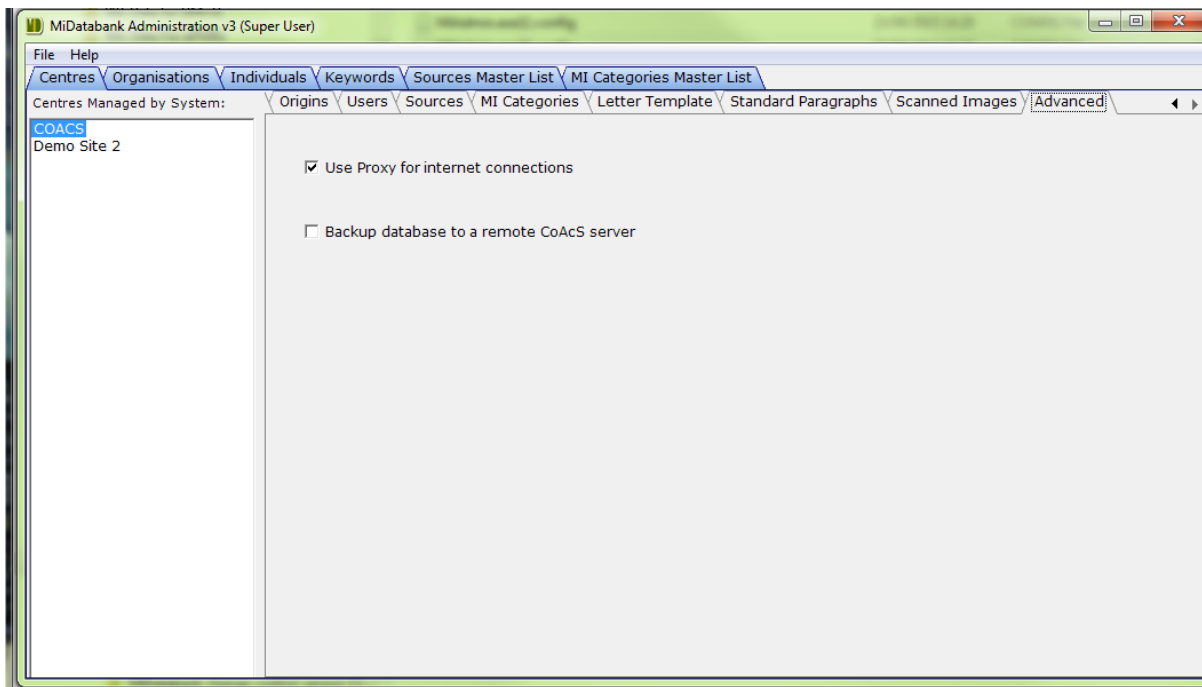 MiDatabank Administration v3 (Super User)
File Help
Centres Organisations Individuals Keywords Sources Master List MI Categories Master List
Centres Managed by System:
Origins Users Sources MI Categories Letter Template Standard Paragraphs Scanned Images Advanced
COACS
Demo Site 2
Use Proxy for internet connections
Backup database to a remote CoAcS server